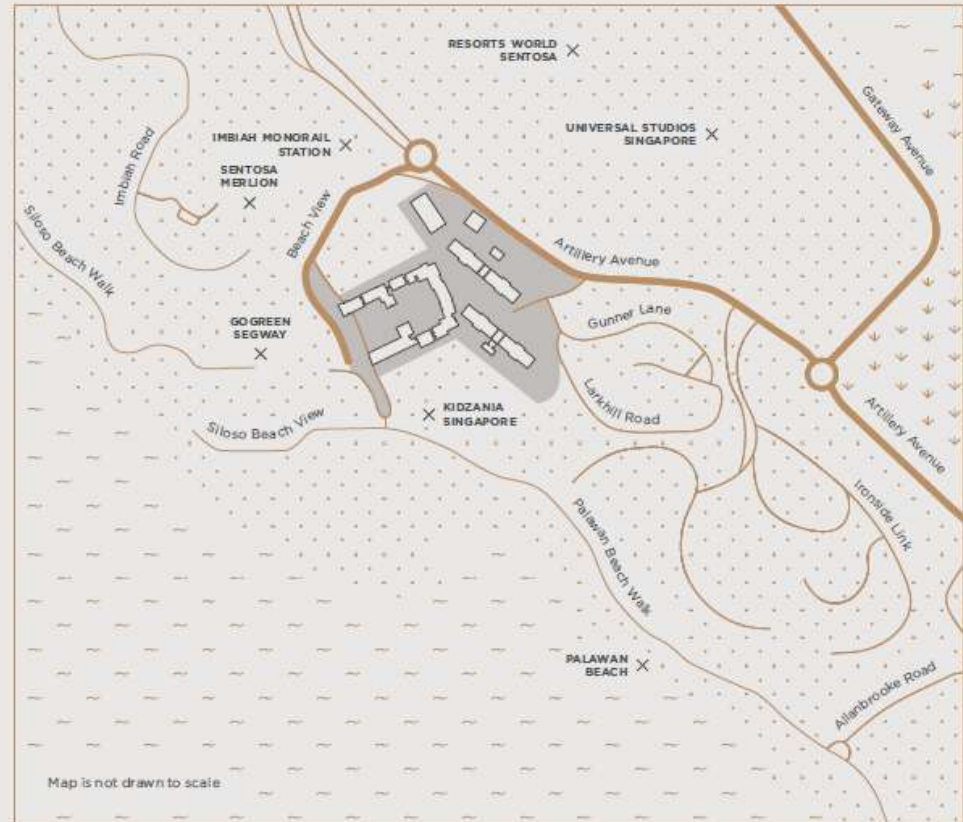 RESORTS WORLD
SENTOSA
Gateway Avenue
UNIVERSAL STUDIOS
SINGAPORE
IMBIAH MONORAIL
STATION
SENTOSA
MERLION
Imbiah Road
Siloso Beach Walk
Beach View
Artillery Avenue
GOGREEN
SEGWAY
Gunner Lane
Larkhill Road
KIDZANIA
SINGAPORE
Siloso Beach View
Artillery Avenue
Ironside Link
Palawan Beach Walk
PALAWAN
BEACH
Allanbrooke Road
Map is not drawn to scale